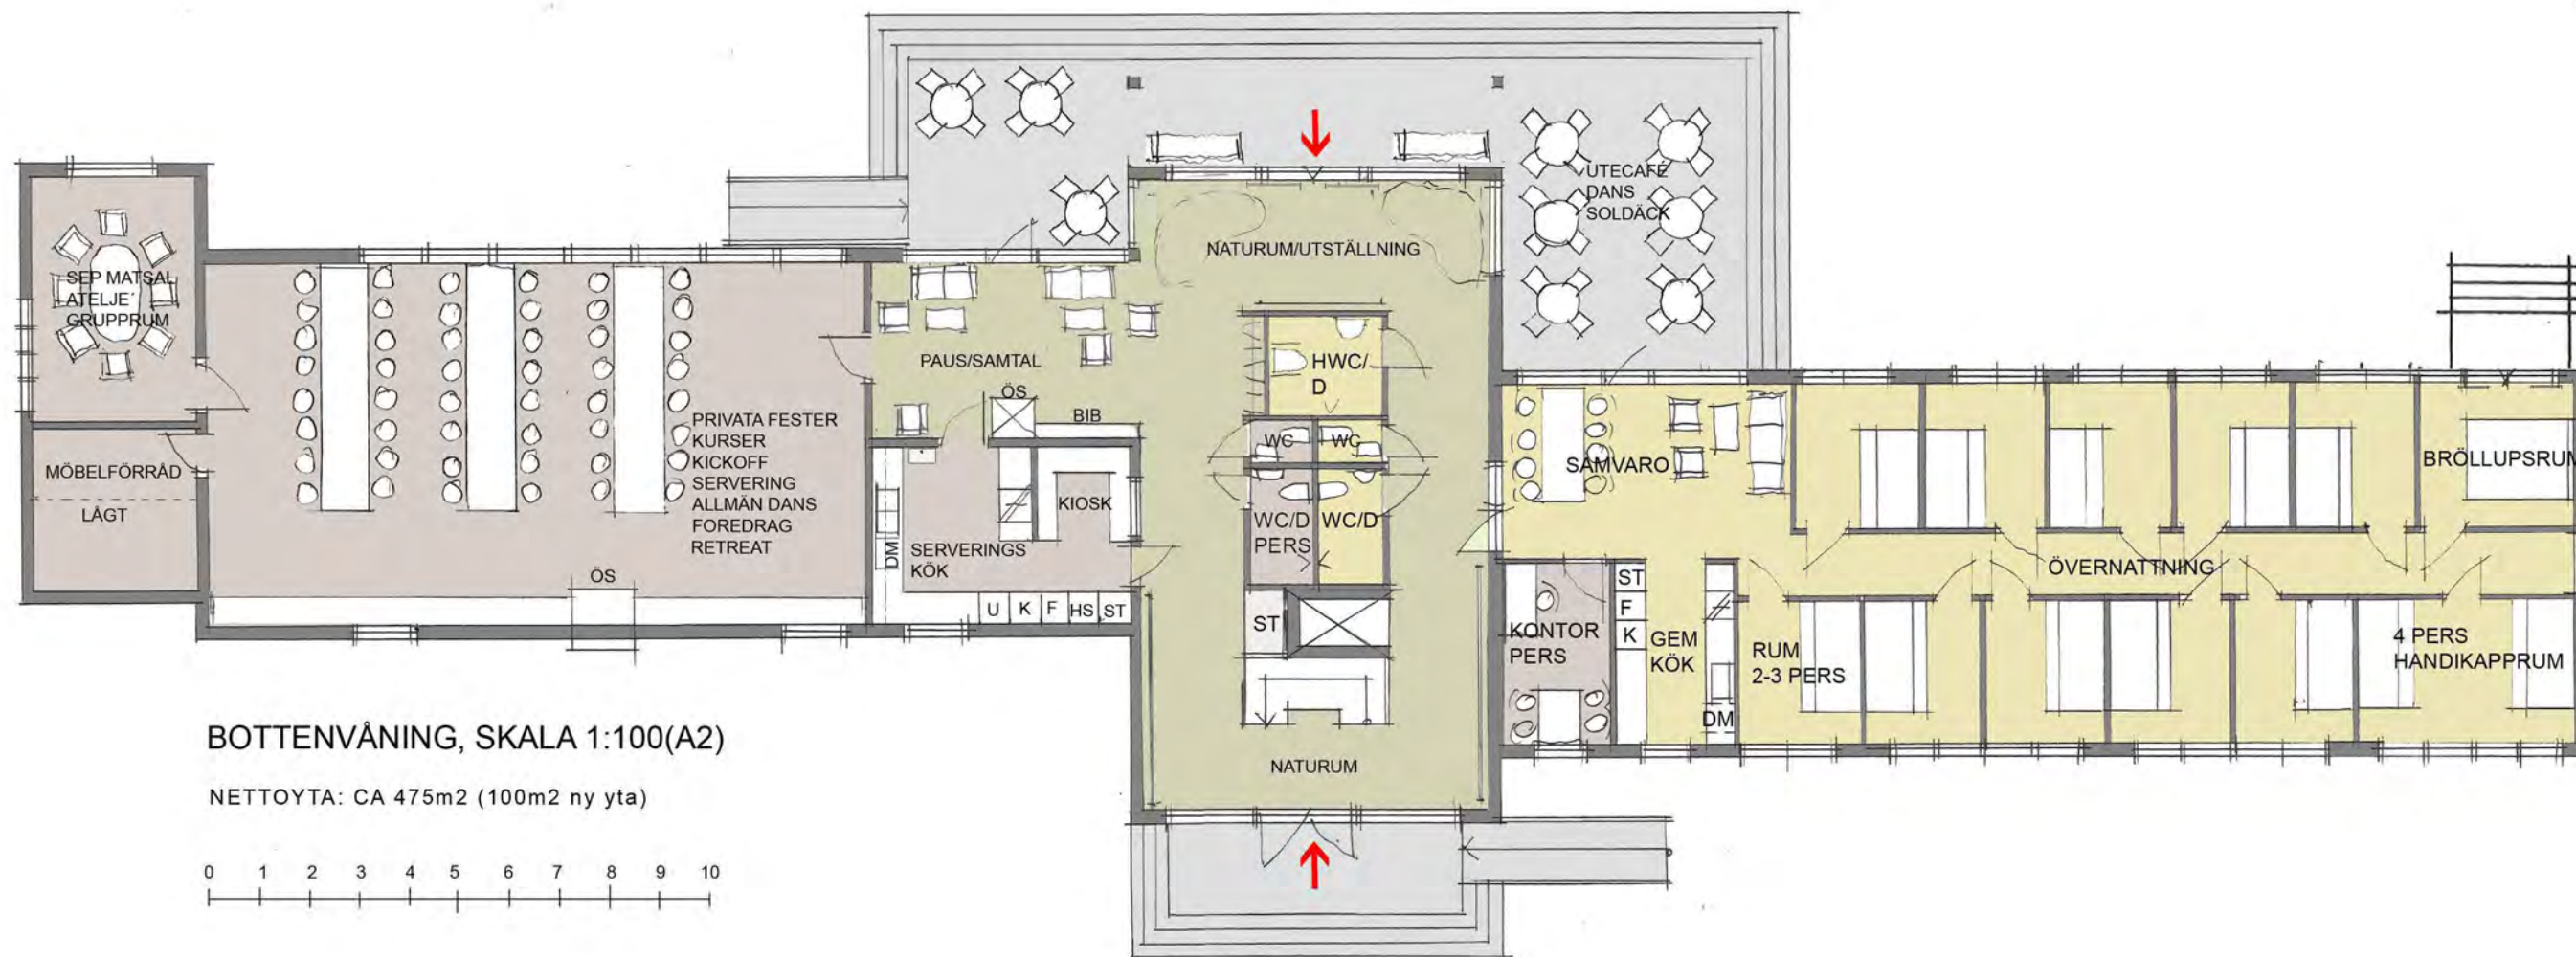 UTECAFÉ
DANS
SOLDÄCK
NATURUM/UTSTÄLLNING
SEP MATSAL
ATELJE´
GRUPPRUM
PAUS/SAMTAL
HWC/
D
ÖS
BIB
PRIVATA FESTER
KURSER
KICKOFF
SERVERING
ALLMÄN DANS
FOREDRAG
RETREAT
WC
WC
SAMVARO
BRÖLLUPSRUM
MÖBELFÖRRÅD
LÅGT
KIOSK
WC/D
PERS
WC/D
DM
SERVERINGS
KÖK
ÖS
ÖVERNATTNING
U
K
F
HS
ST
ST
ST
F
K
KONTOR
PERS
GEM
KÖK
DM
RUM
2-3 PERS
4 PERS
HANDIKAPPRUM
NATURUM
BOTTENVÅNING, SKALA 1:100(A2)
NETTOYTA: CA 475m2 (100m2 ny yta)
0 1 2 3 4 5 6 7 8 9 10